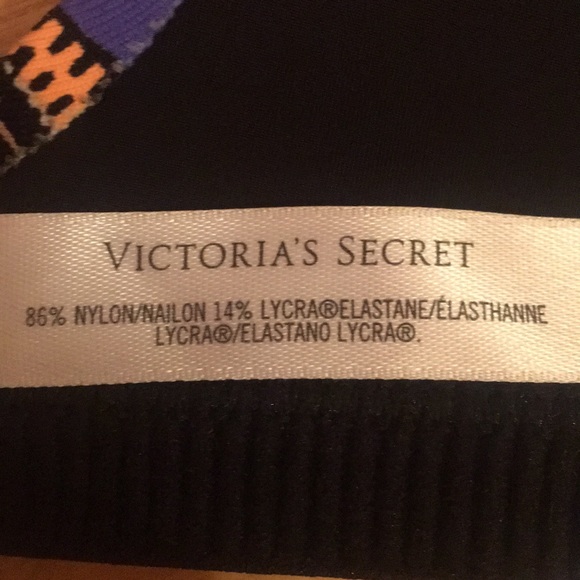 VICTORIA'S SECRET
86% NYLON/NAILON 14% LYCRA®ELASTANE/ÉLASTHANNE
LYCRA®/ELASTANO LYCRA®.